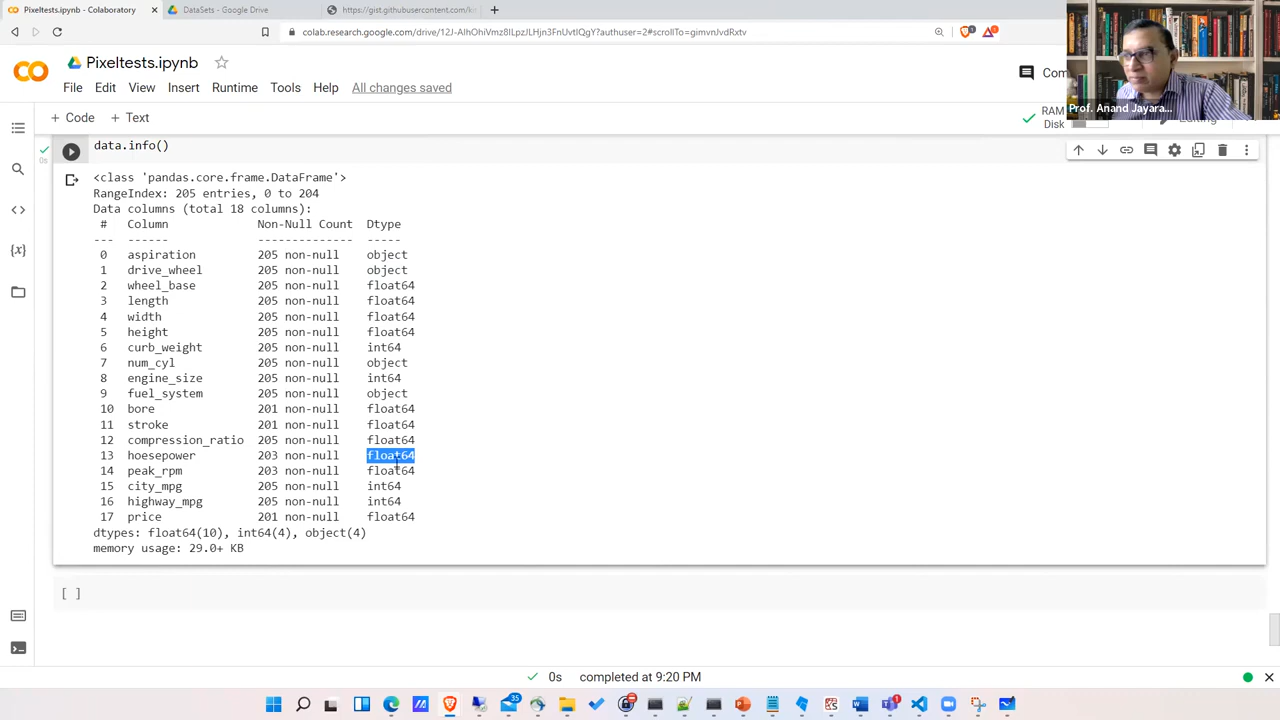 Pixeltests.ipynb - Colaboratory
DataSets - Google Drive
https://gist.githubusercontent.com/k
colab.research.google.com/drive/12J-AlhOhiVmz8lLpzJLHjn3FnUvtlQgY?authuser=2#scrollTo=gimvnJvdRxtv
Pixeltests.ipynb
File Edit View Insert Runtime Tools Help All changes saved
Com
Prof. Anand Jayara...
+ Code + Text
RAM
Disk
Editing
0s
data.info()
<class 'pandas.core.frame.DataFrame'>
RangeIndex: 205 entries, 0 to 204
Data columns (total 18 columns):
# Column Non-Null Count Dtype
--- ------ -------------- -----
0 aspiration 205 non-null object
1 drive_wheel 205 non-null object
2 wheel_base 205 non-null float64
3 length 205 non-null float64
4 width 205 non-null float64
5 height 205 non-null float64
6 curb_weight 205 non-null int64
7 num_cyl 205 non-null object
8 engine_size 205 non-null int64
9 fuel_system 205 non-null object
10 bore 201 non-null float64
11 stroke 201 non-null float64
12 compression_ratio 205 non-null float64
13 hoesepower 203 non-null float64
14 peak_rpm 203 non-null float64
15 city_mpg 205 non-null int64
16 highway_mpg 205 non-null int64
17 price 201 non-null float64
dtypes: float64(10), int64(4), object(4)
memory usage: 29.0+ KB
[ ]
0s completed at 9:20 PM
35